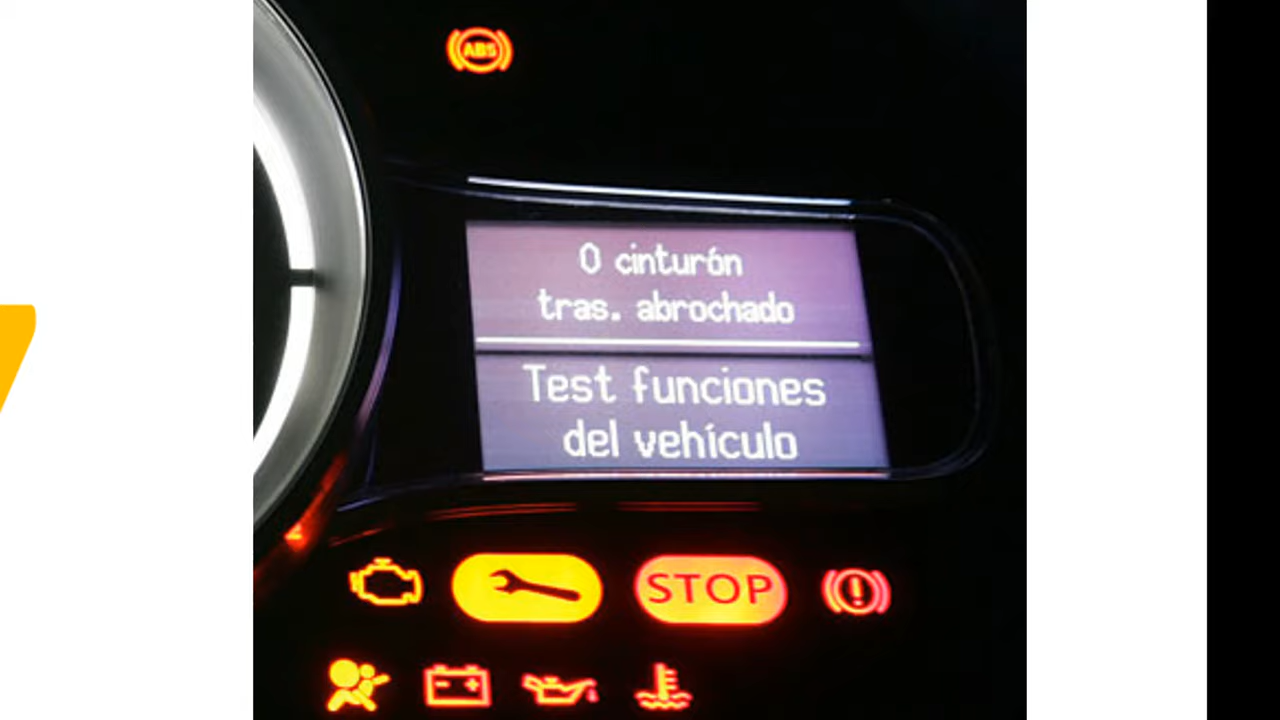 ABS
0 cinturón
tras. abrochado
Test funciones
del vehículo
STOP